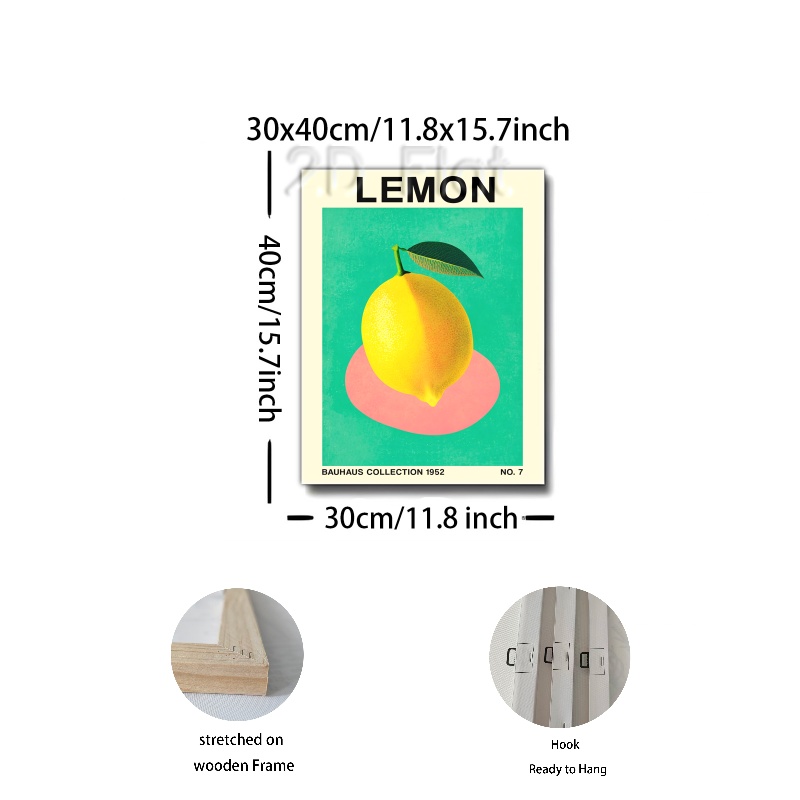 30x40cm/11.8x15.7inch
2D Flat
LEMON
40cm/15.7inch
BAUHAUS COLLECTION 1952 NO. 7
30cm/11.8 inch
stretched on
wooden Frame
Hook
Ready to Hang